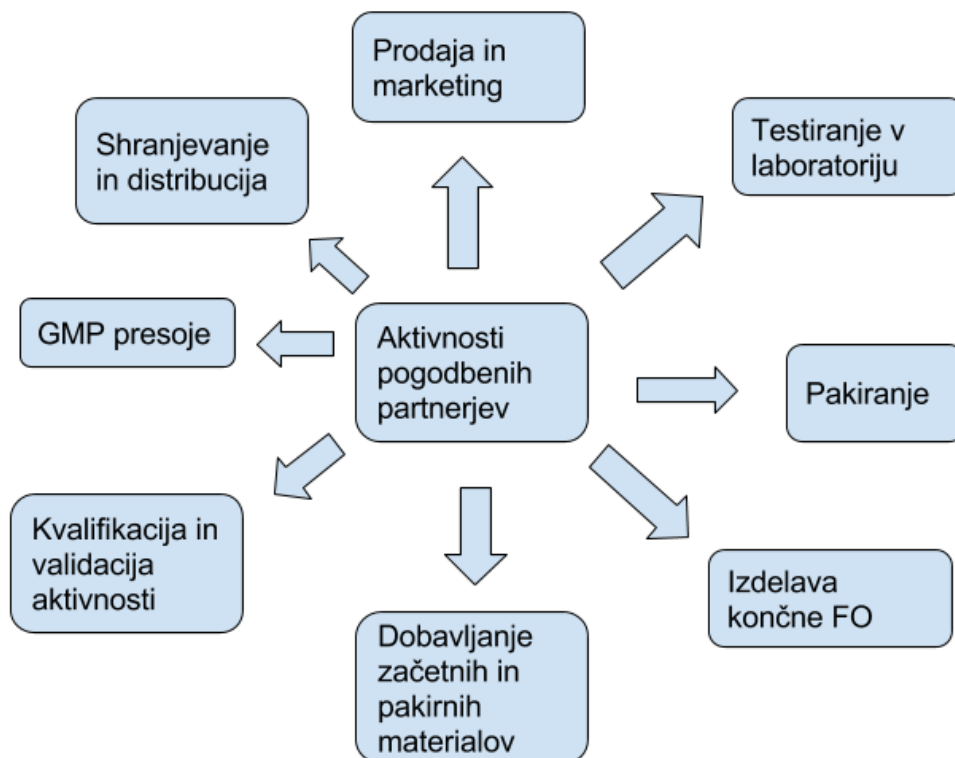 Prodaja in
marketing
Shranjevanje
in distribucija
Testiranje v
laboratoriju
GMP presoje
Aktivnosti
pogodbenih
partnerjev
Pakiranje
Kvalifikacija in
validacija
aktivnosti
Izdelava
končne FO
Dobavljanje
začetnih in
pakirnih
materialov